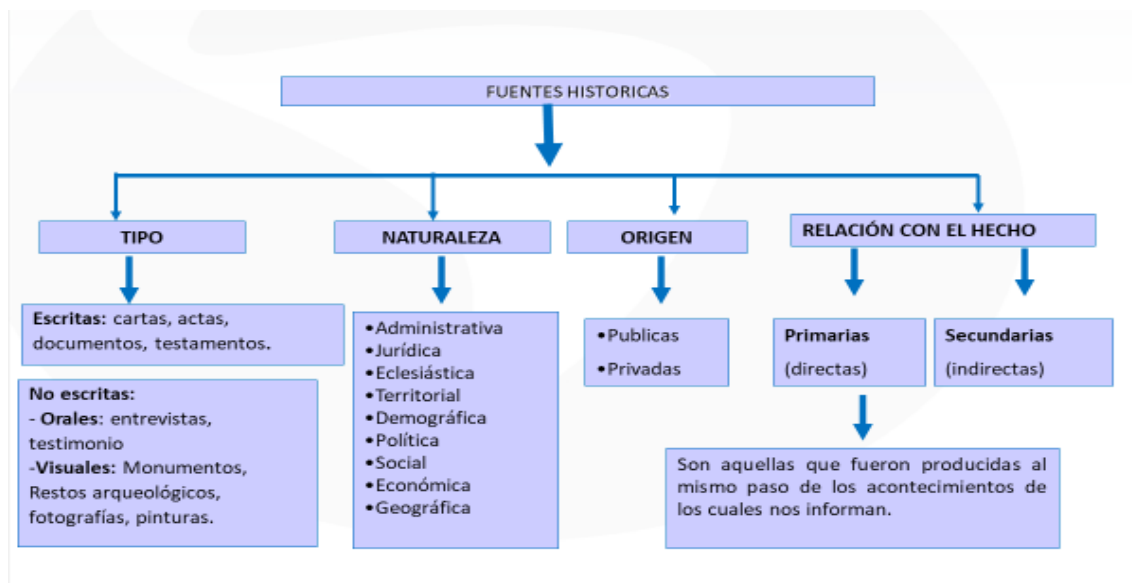 FUENTES HISTORICAS
TIPO
Escritas: cartas, actas,
documentos, testamentos.
No escritas:
- Orales: entrevistas,
testimonio
-Visuales: Monumentos,
Restos arqueológicos,
fotografías, pinturas.
NATURALEZA
•Administrativa
•Jurídica
•Eclesiástica
•Territorial
•Demográfica
•Política
•Social
•Económica
•Geográfica
ORIGEN
•Publicas
•Privadas
RELACIÓN CON EL HECHO
Primarias
(directas)
Secundarias
(indirectas)
Son aquellas que fueron producidas al
mismo paso de los acontecimientos de
los cuales nos informan.